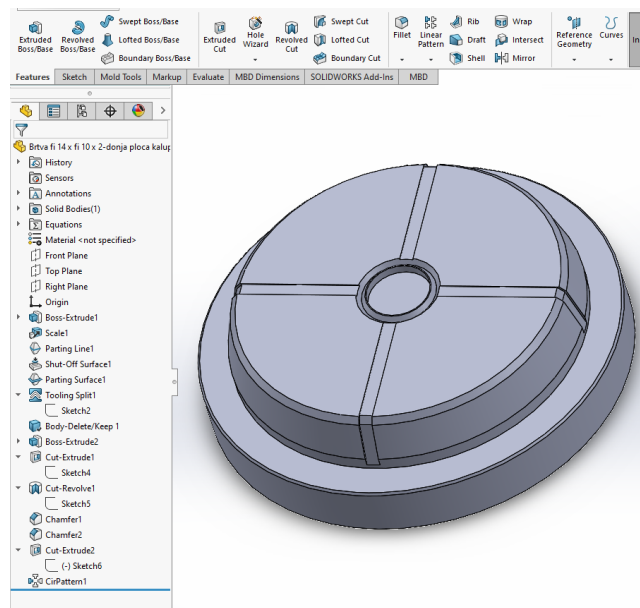 Extruded Boss/Base
Revolved Boss/Base
Swept Boss/Base
Lofted Boss/Base
Boundary Boss/Base
Extruded Cut
Hole Wizard
Revolved Cut
Swept Cut
Lofted Cut
Boundary Cut
Fillet
Linear Pattern
Rib
Draft
Shell
Wrap
Intersect
Mirror
Reference Geometry
Curves
In
Features
Sketch
Mold Tools
Markup
Evaluate
MBD Dimensions
SOLIDWORKS Add-Ins
MBD
Brtva fi 14 x fi 10 x 2-donja ploca kalup
History
Sensors
Annotations
Solid Bodies(1)
Equations
Material <not specified>
Front Plane
Top Plane
Right Plane
Origin
Boss-Extrude1
Scale1
Parting Line1
Shut-Off Surface1
Parting Surface1
Tooling Split1
Sketch2
Body-Delete/Keep 1
Boss-Extrude2
Cut-Extrude1
Sketch4
Cut-Revolve1
Sketch5
Chamfer1
Chamfer2
Cut-Extrude2
(-) Sketch6
CirPattern1